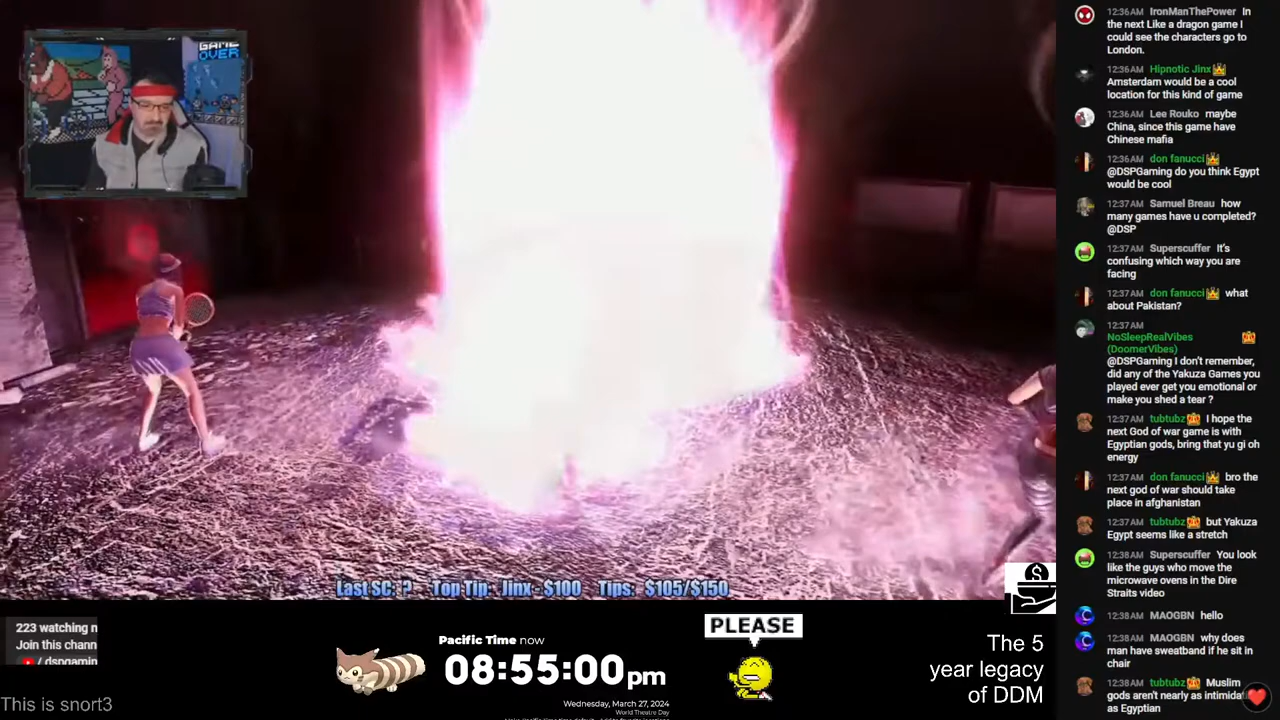 GAME
OVER
Last SC: ? Top Tip: Jinx - $100 Tips: $105/$150
223 watching n
Join this chann
/ dspgamin
This is snort3
Pacific Time now
08:55:00 pm
Wednesday, March 27, 2024
World Theatre Day
PLEASE
The 5
year legacy
of DDM
12:36AM IronManThePower In
the next Like a dragon game I
could see the characters go to
London.
12:36AM Hipnotic Jinx
Amsterdam would be a cool
location for this kind of game
12:36AM Lee Rouko maybe
China, since this game have
Chinese mafia
12:36AM don fanucci
@DSPGaming do you think Egypt
would be cool
12:37AM Samuel Breau how
many games have u completed?
@DSP
12:37AM Superscuffer It's
confusing which way you are
facing
12:37AM don fanucci what
about Pakistan?
12:37AM
NoSleepRealVibes
(DoomerVibes)
@DSPGaming I don't remember,
did any of the Yakuza Games you
played ever get you emotional or
make you shed a tear ?
12:37AM tubtubz I hope the
next God of war game is with
Egyptian gods, bring that yu gi oh
energy
12:37AM don fanucci bro the
next god of war should take
place in afghanistan
12:37AM tubtubz but Yakuza
Egypt seems like a stretch
12:38AM Superscuffer You look
like the guys who move the
microwave ovens in the Dire
Straits video
12:38AM MAOGBN hello
12:38AM MAOGBN why does
man have sweatband if he sit in
chair
12:38AM tubtubz Muslim
gods aren't nearly as intimida
as Egyptian